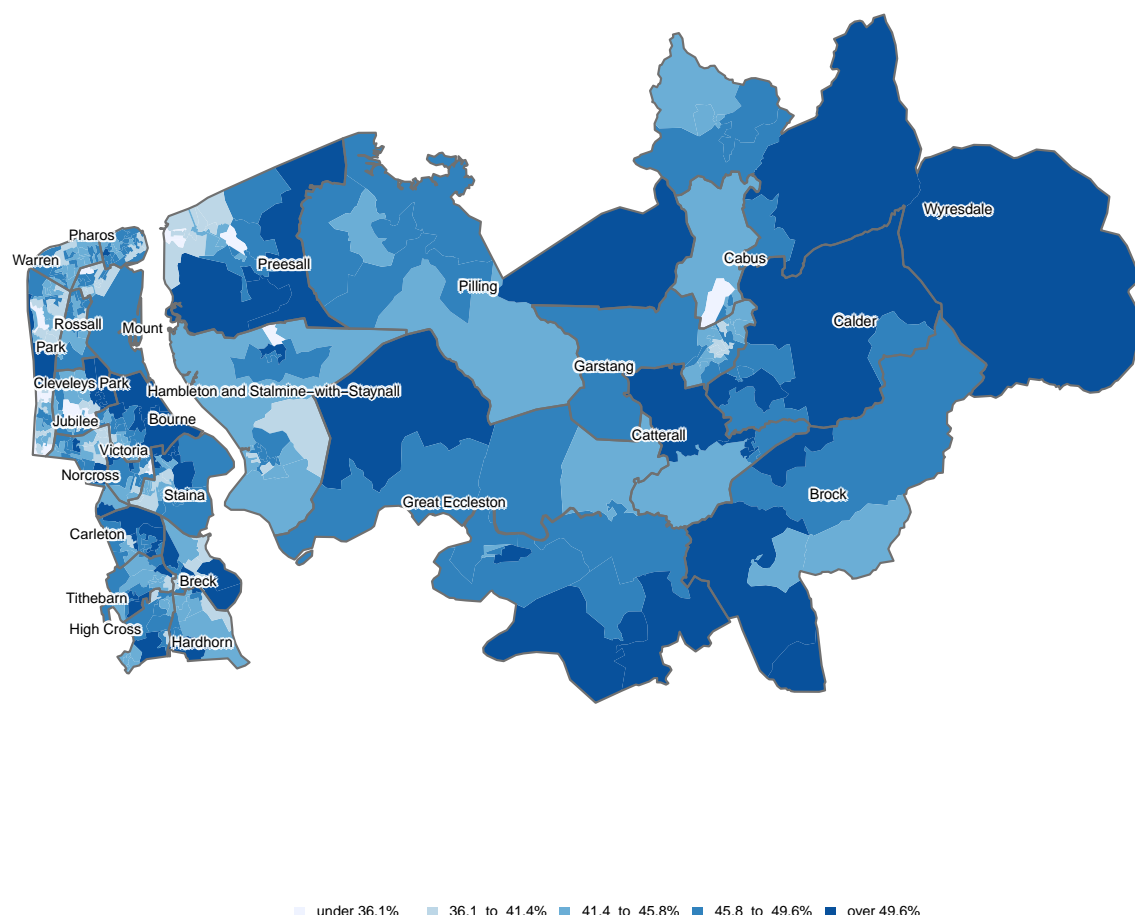 Wyresdale
Pharos
Warren
Cabus
Preesall
Pilling
Rossall
Mount
Calder
Park
Garstang
Cleveleys Park
Hambleton and Stalmine−with−Staynall
Jubilee
Bourne
Catterall
Victoria
Norcross
Staina
Brock
Great Eccleston
Carleton
Breck
Tithebarn
High Cross
Hardhorn
under 36.1% 36.1 to 41.4% 41.4 to 45.8% 45.8 to 49.6% over 49.6%